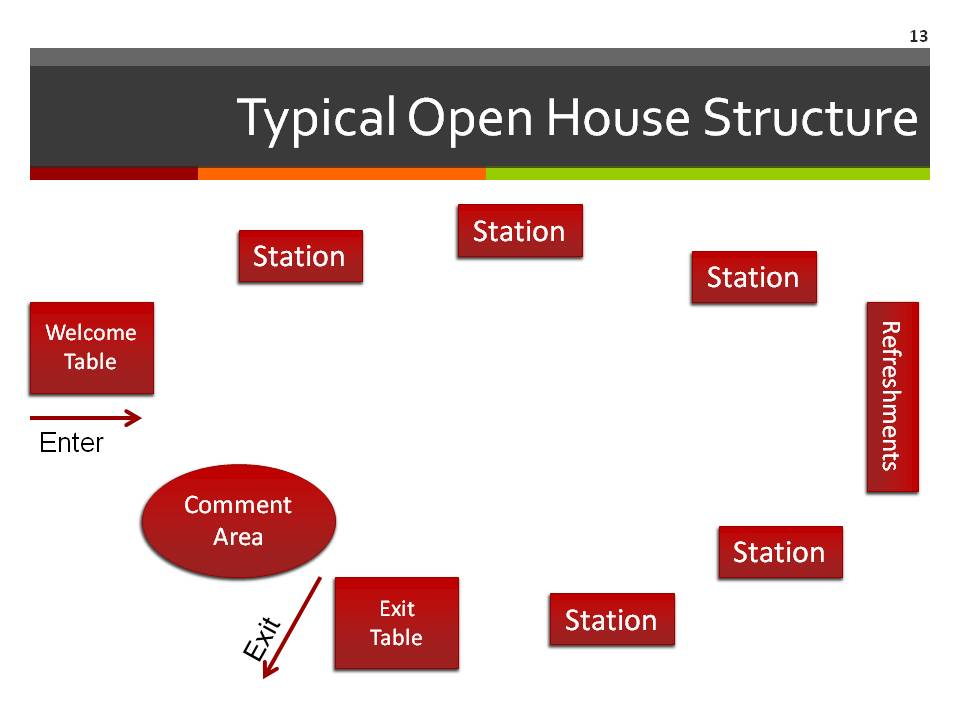 13
Typical Open House Structure
Station
Station
Station
Welcome
Table
Refreshments
Enter
Comment
Area
Station
Exit
Table
Station
Exit